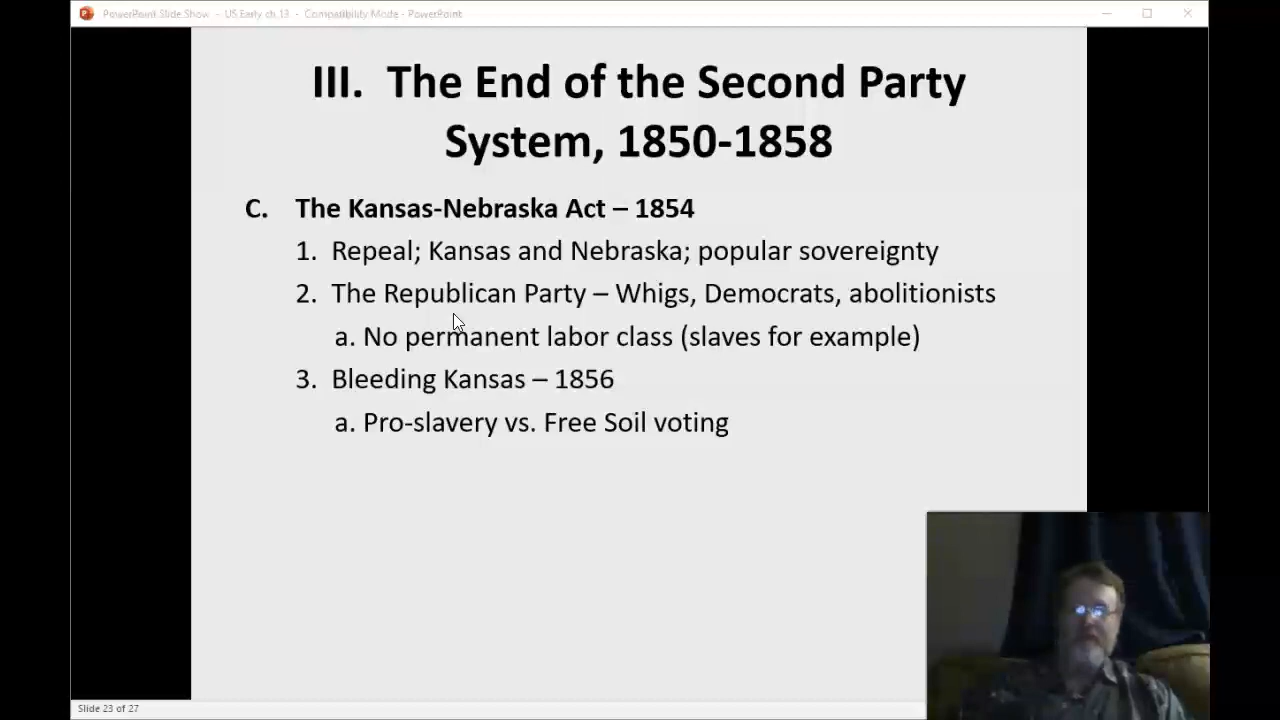 PowerPoint Slide Show - US Early ch 13 - Compatibility Mode - PowerPoint
III. The End of the Second Party
System, 1850-1858
C. The Kansas-Nebraska Act – 1854
1. Repeal; Kansas and Nebraska; popular sovereignty
2. The Republican Party – Whigs, Democrats, abolitionists
a. No permanent labor class (slaves for example)
3. Bleeding Kansas – 1856
a. Pro-slavery vs. Free Soil voting
Slide 23 of 27